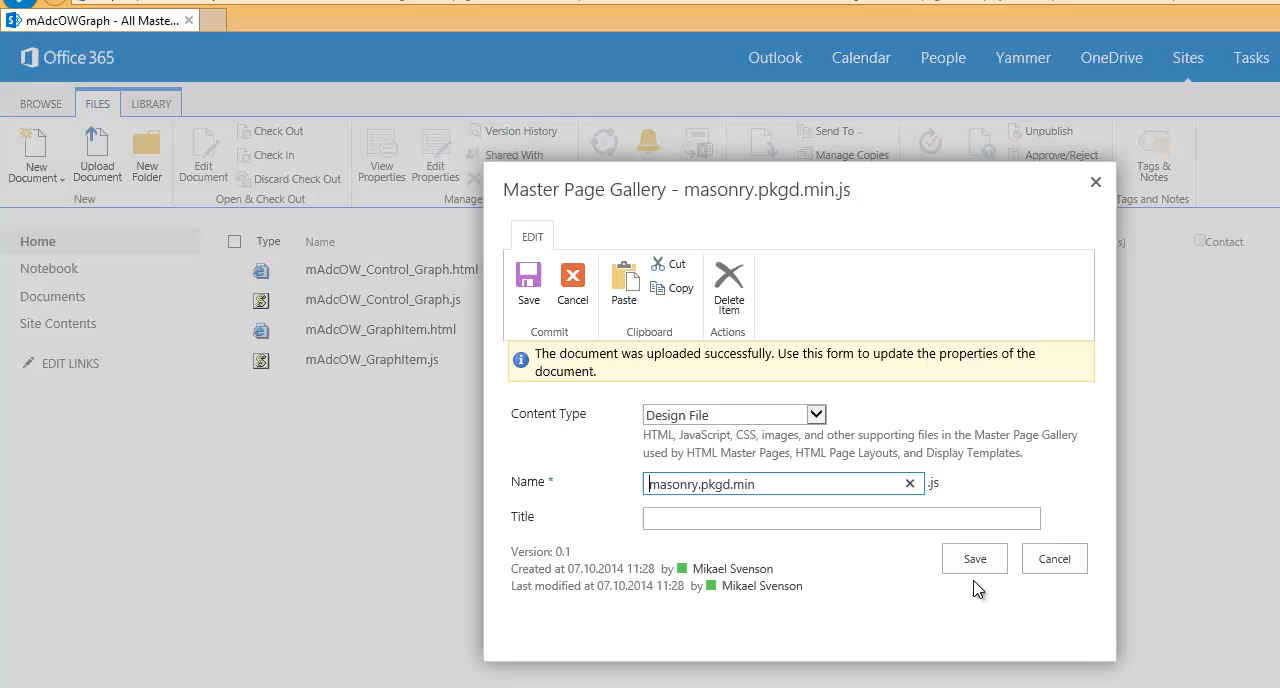 mAdcOWGraph - All Maste...
Office 365
Outlook Calendar People Yammer OneDrive Sites Tasks
BROWSE FILES LIBRARY
New Document
Upload Document
New Folder
New
Edit Document
Check Out
Check In
Discard Check Out
Open & Check Out
View Properties
Edit Properties
Version History
Shared With
Manage
Send To
Manage Copies
Unpublish
Approve/Reject
Tags & Notes
Tags and Notes
Home
Notebook
Documents
Site Contents
EDIT LINKS
Type Name
Contact
mAdcOW_Control_Graph.html
mAdcOW_Control_Graph.js
mAdcOW_GraphItem.html
mAdcOW_GraphItem.js
Master Page Gallery - masonry.pkgd.min.js
EDIT
Save
Cancel
Commit
Paste
Cut
Copy
Clipboard
Delete Item
Actions
The document was uploaded successfully. Use this form to update the properties of the
document.
Content Type Design File
HTML, JavaScript, CSS, images, and other supporting files in the Master Page Gallery
used by HTML Master Pages, HTML Page Layouts, and Display Templates.
Name * masonry.pkgd.min .js
Title
Version: 0.1
Created at 07.10.2014 11:28 by Mikael Svenson
Last modified at 07.10.2014 11:28 by Mikael Svenson
Save Cancel